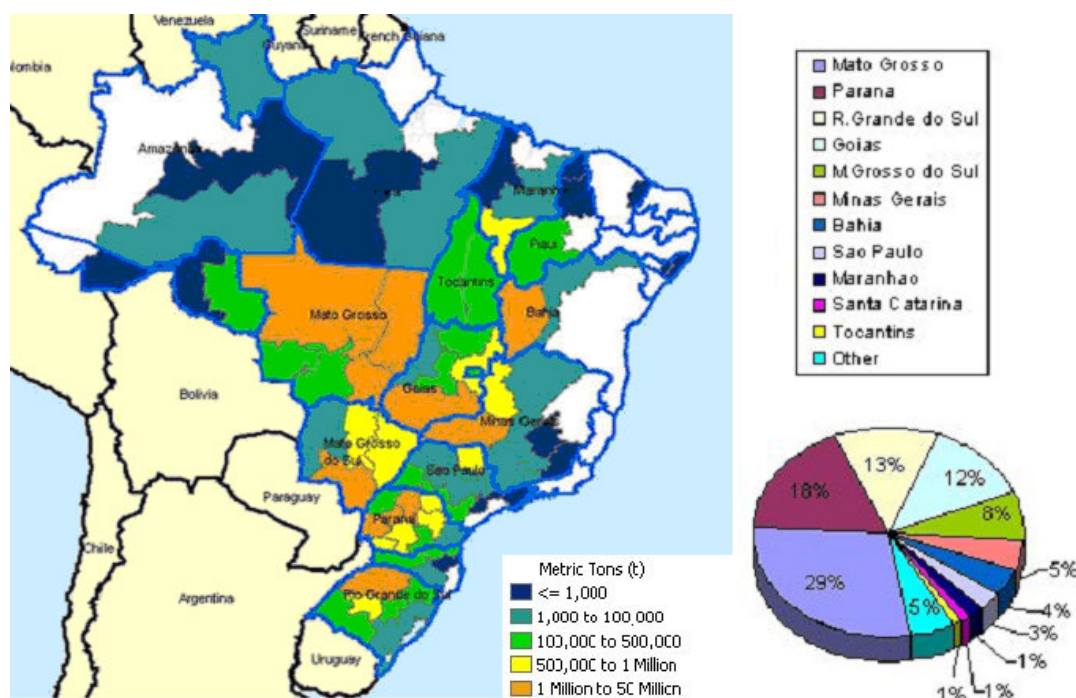 Venezuela
Suriname
French Guiana
Guyana
Maranh
Piaui
Tocantins
Mato Grosso
Bahia
Bolivia
Goias
Minas Gerais
Mato Grosso
do Sul
Sao Paulo
Paraguay
Parana
Chile
Rio Grande do Sul
Argentina
Uruguay
Metric Tons (t)
<= 1,000
1,000 to 100,000
100,000 to 500,000
500,000 to 1 Million
1 Million to 50 Million
Mato Grosso
Parana
R.Grande do Sul
Goias
M.Grosso do Sul
Minas Gerais
Bahia
Sao Paulo
Maranhao
Santa Catarina
Tocantins
Other
13%
12%
18%
8%
29%
5%
5%
4%
3%
1%
1%
1%